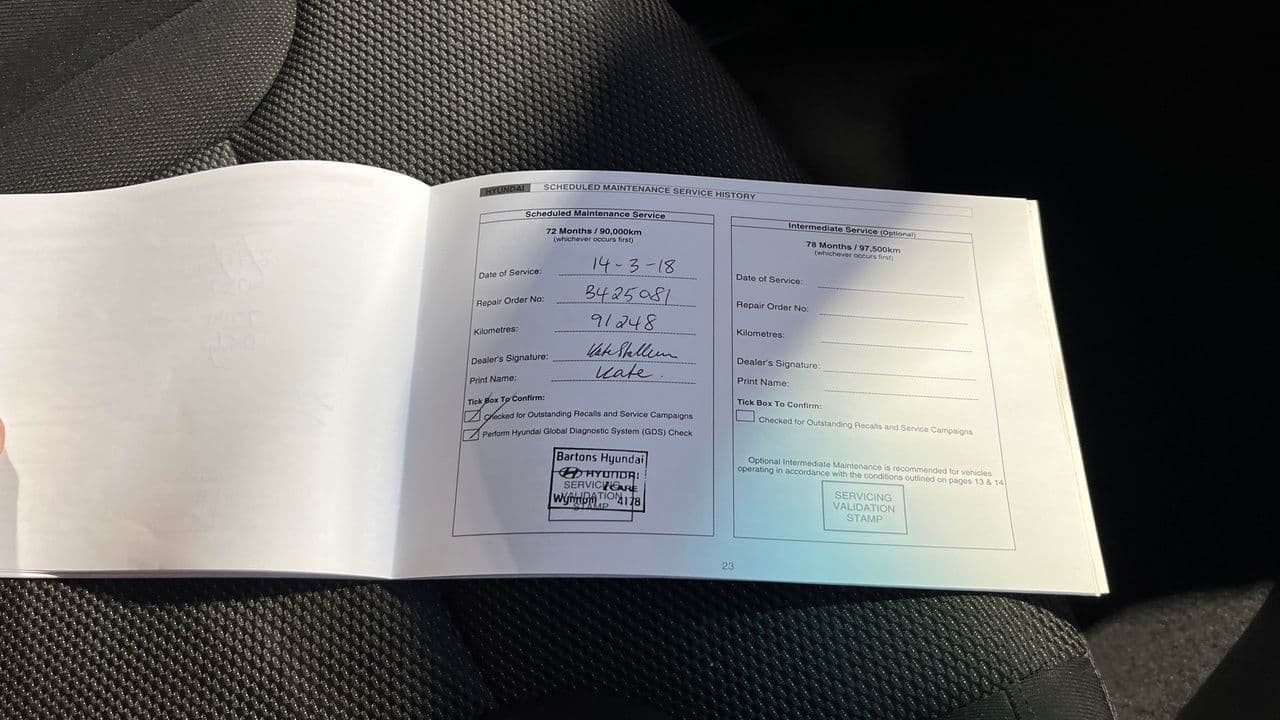 HYUNDAI SCHEDULED MAINTENANCE SERVICE HISTORY
Scheduled Maintenance Service
72 Months / 90,000km
(whichever occurs first)
Date of Service: 14-3-18
Repair Order No: B425081
Kilometres: 91248
Dealer's Signature: Kate
Print Name: Kate
Tick Box To Confirm:
Checked for Outstanding Recalls and Service Campaigns
Perform Hyundai Global Diagnostic System (GDS) Check
Bartons Hyundai
HYUNDAI
iCARE
Wynnum 4178
SERVICING
VALIDATION
STAMP
Intermediate Service (Optional)
78 Months / 97,500km
(whichever occurs first)
Date of Service:
Repair Order No:
Kilometres:
Dealer's Signature:
Print Name:
Tick Box To Confirm:
Checked for Outstanding Recalls and Service Campaigns
Optional Intermediate Maintenance is recommended for vehicles
operating in accordance with the conditions outlined on pages 13 & 14
SERVICING
VALIDATION
STAMP
23